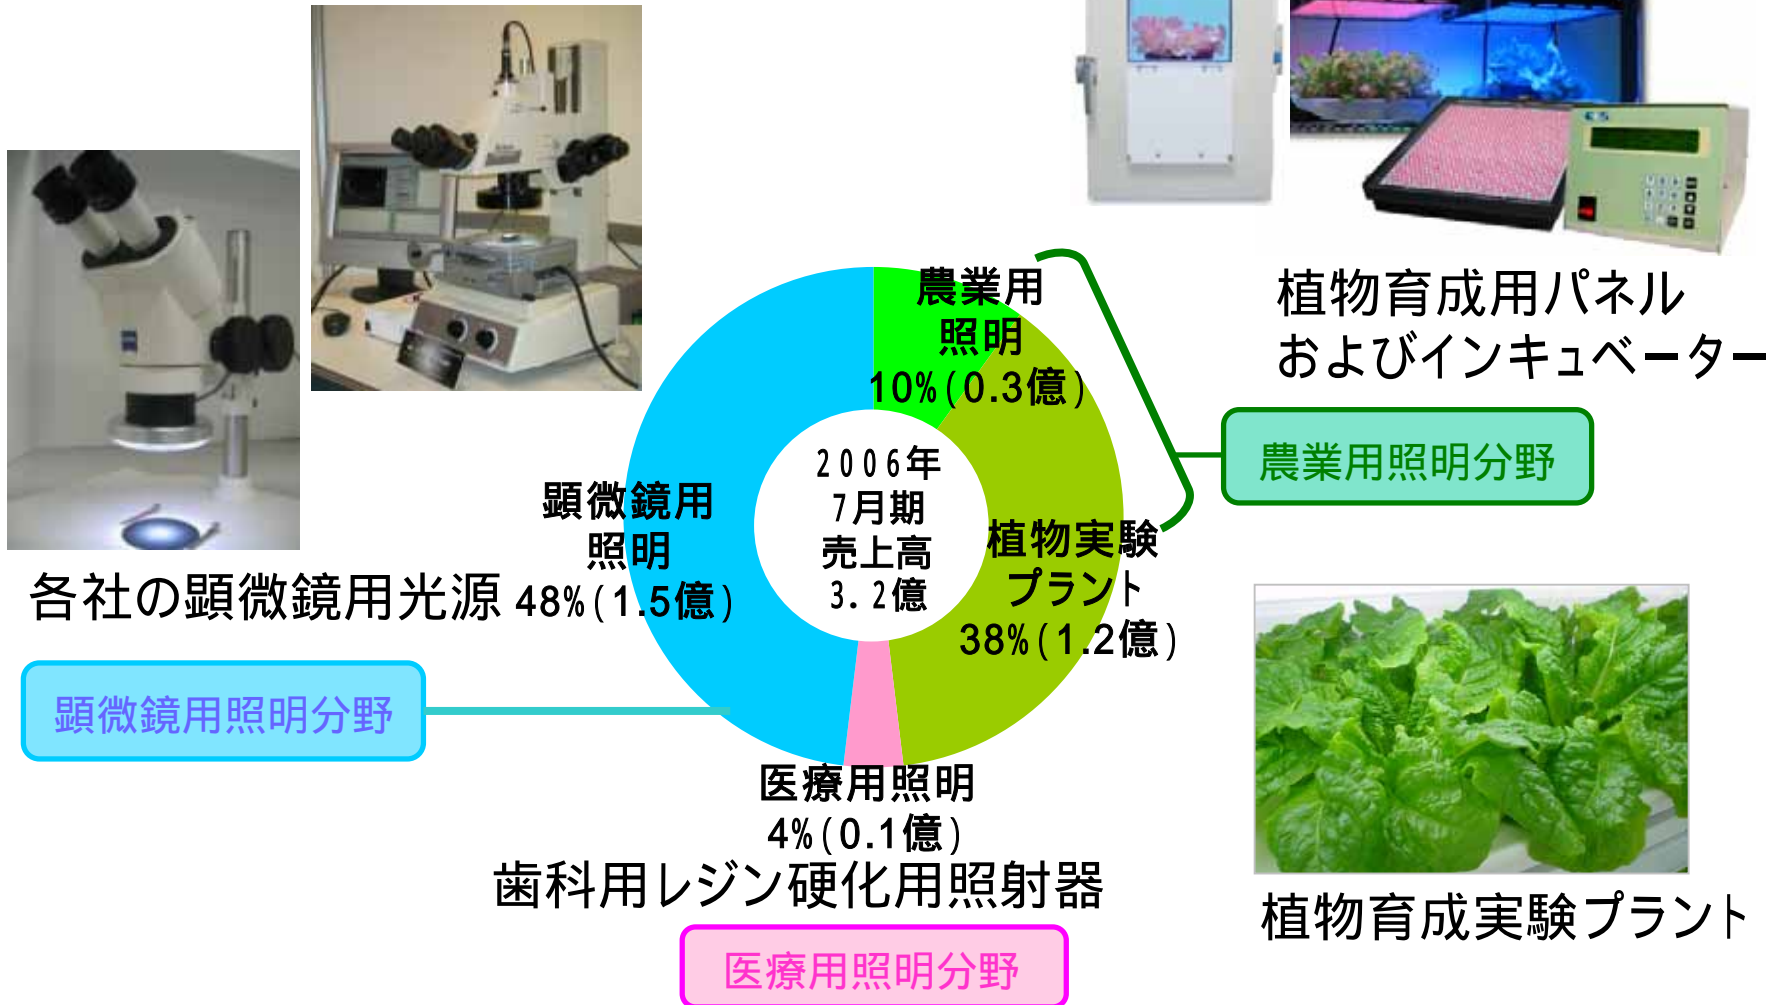 植物育成用パネル
およびインキュベーター
農業用
照明
10%(0.3億)
農業用照明分野
2006年
7月期
売上高
3.2億
顕微鏡用
照明
48%(1.5億)
各社の顕微鏡用光源
植物実験
プラント
38%(1.2億)
顕微鏡用照明分野
医療用照明
4%(0.1億)
歯科用レジン硬化用照射器
植物育成実験プラント
医療用照明分野